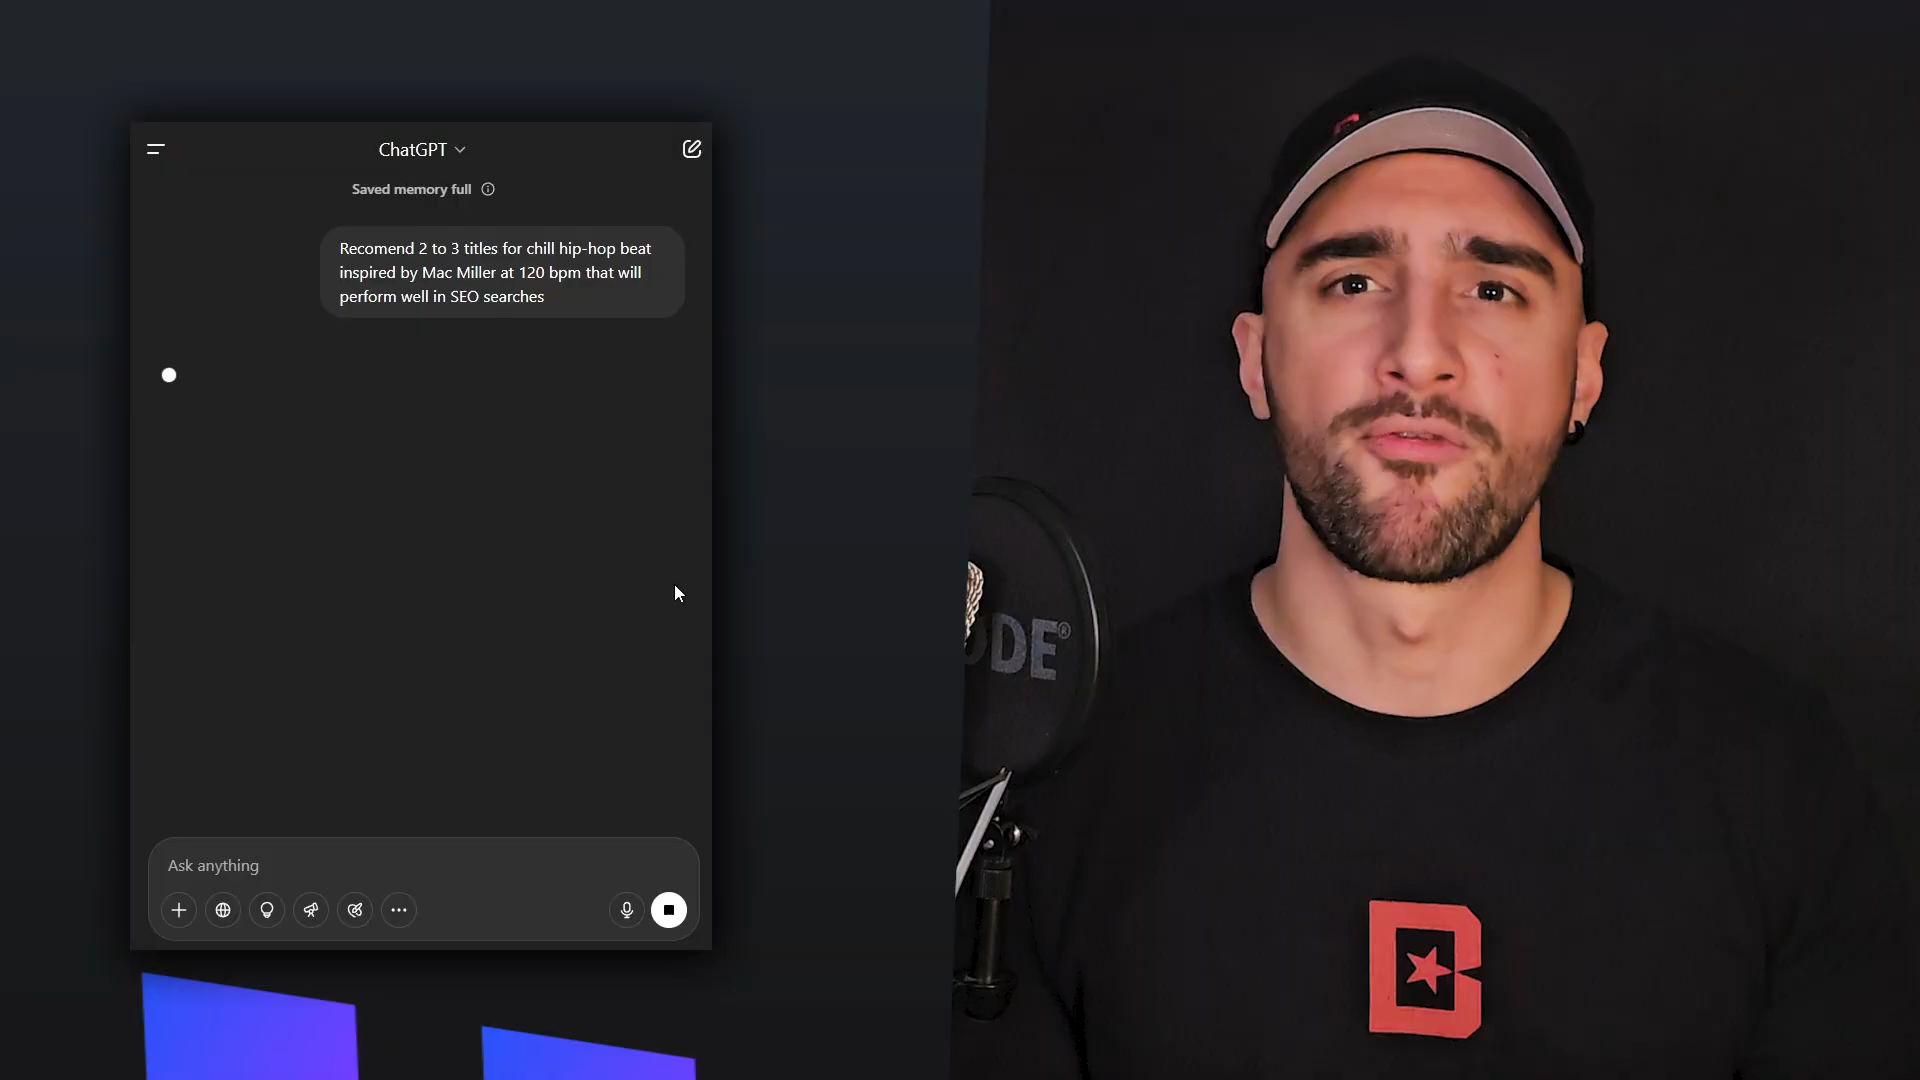 ChatGPT
Saved memory full
Recomend 2 to 3 titles for chill hip-hop beat
inspired by Mac Miller at 120 bpm that will
perform well in SEO searches
Ask anything
DE®
B